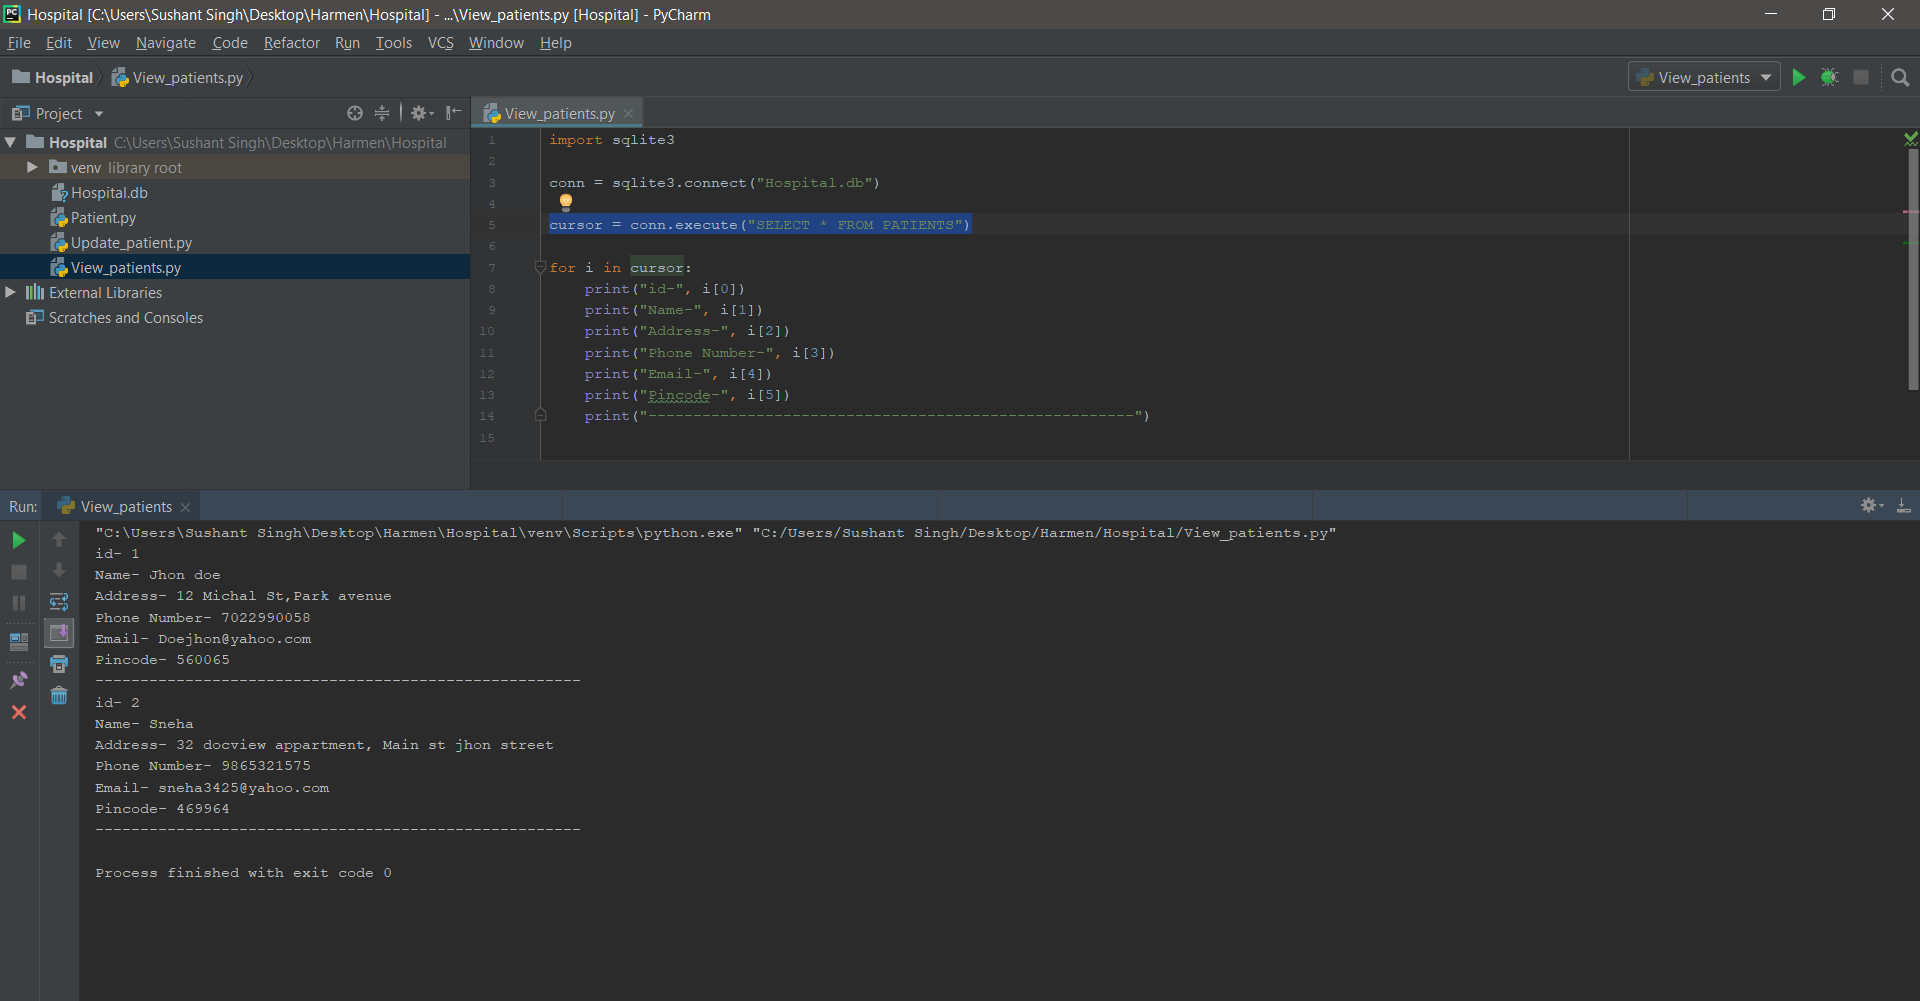 Hospital [C:\Users\Sushant Singh\Desktop\Harmen\Hospital] - ...\View_patients.py [Hospital] - PyCharm
File Edit View Navigate Code Refactor Run Tools VCS Window Help
Hospital View_patients.py View_patients
Project View_patients.py
Hospital C:\Users\Sushant Singh\Desktop\Harmen\Hospital
venv library root
Hospital.db
Patient.py
Update_patient.py
View_patients.py
External Libraries
Scratches and Consoles
1 import sqlite3
2
3 conn = sqlite3.connect("Hospital.db")
4
5 cursor = conn.execute("SELECT * FROM PATIENTS")
6
7 for i in cursor:
8 print("id-", i[0])
9 print("Name-", i[1])
10 print("Address-", i[2])
11 print("Phone Number-", i[3])
12 print("Email-", i[4])
13 print("Pincode-", i[5])
14 print("------------------------------------------------------")
15
Run: View_patients
"C:\Users\Sushant Singh\Desktop\Harmen\Hospital\venv\Scripts\python.exe" "C:/Users/Sushant Singh/Desktop/Harmen/Hospital/View_patients.py"
id- 1
Name- Jhon doe
Address- 12 Michal St,Park avenue
Phone Number- 7022990058
Email- Doejhon@yahoo.com
Pincode- 560065
------------------------------------------------------
id- 2
Name- Sneha
Address- 32 docview appartment, Main st jhon street
Phone Number- 9865321575
Email- sneha3425@yahoo.com
Pincode- 469964
------------------------------------------------------
Process finished with exit code 0